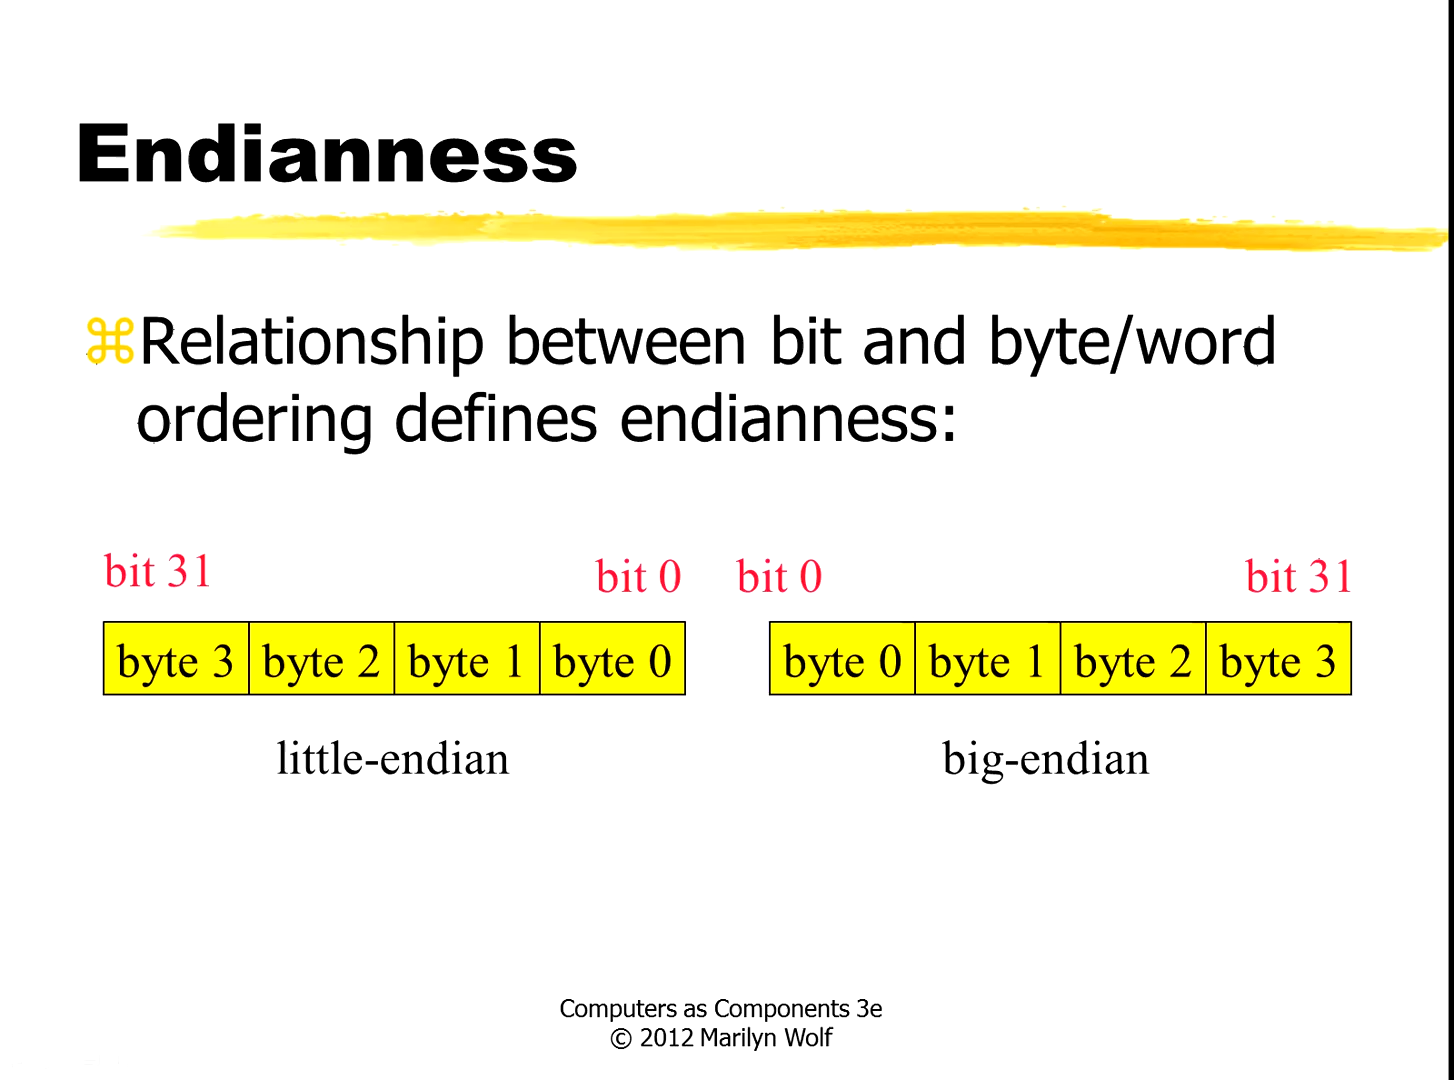 Endianness
⌘Relationship between bit and byte/word
ordering defines endianness:
bit 31 bit 0 bit 0 bit 31
byte 3 byte 2 byte 1 byte 0 byte 0 byte 1 byte 2 byte 3
little-endian big-endian
Computers as Components 3e
© 2012 Marilyn Wolf